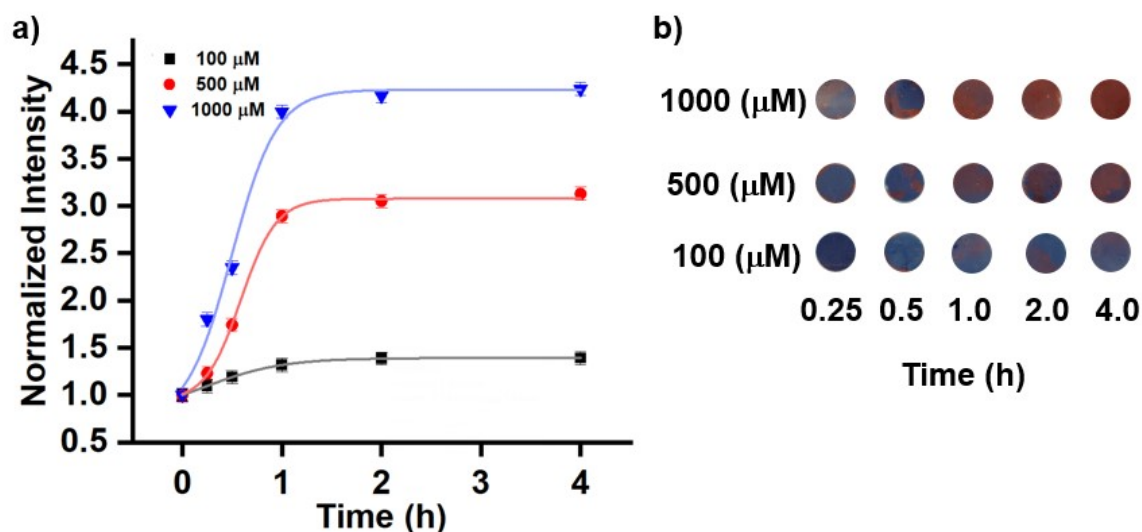 a)
Normalized Intensity
4.5
4.0
3.5
3.0
2.5
2.0
1.5
1.0
0.5
100 μM
500 μM
1000 μM
0 1 2 3 4
Time (h)
b)
1000 (μM)
500 (μM)
100 (μM)
0.25 0.5 1.0 2.0 4.0
Time (h)